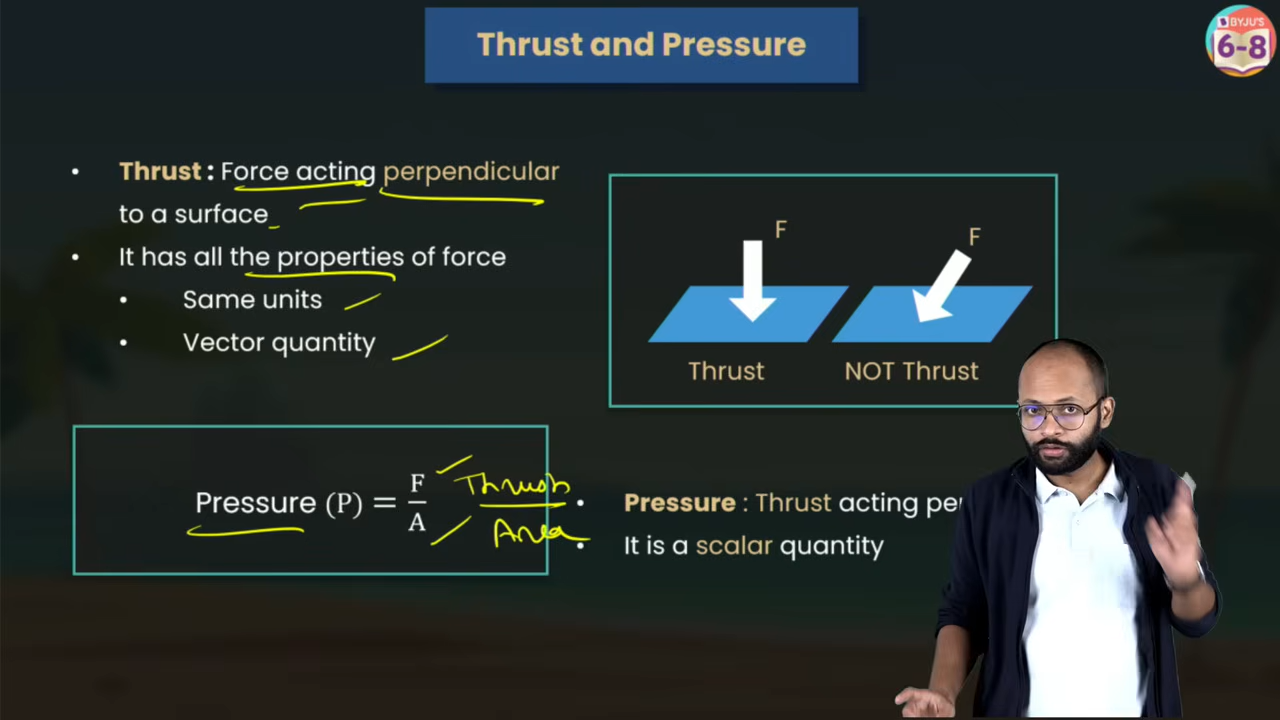 Thrust and Pressure
BYJU'S
6-8
• Thrust : Force acting perpendicular
to a surface
• It has all the properties of force
• Same units
• Vector quantity
F
F
Thrust
NOT Thrust
Pressure (P) = F/A
Thrust
Area
• Pressure : Thrust acting
• It is a scalar quantity